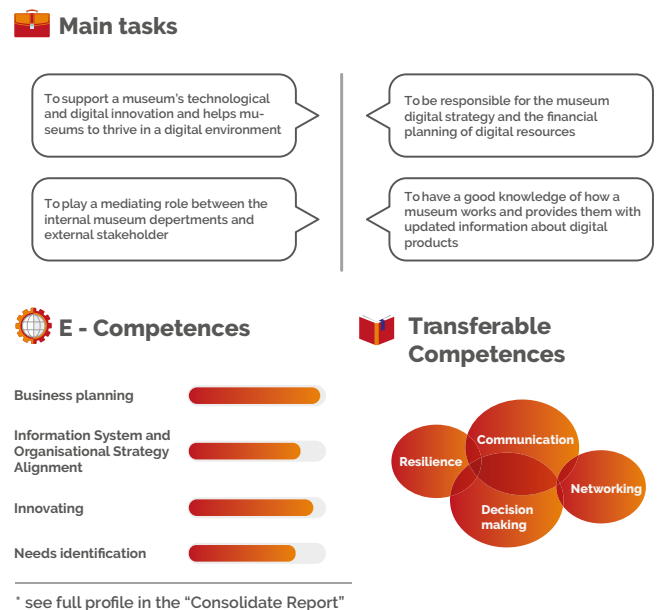 Main tasks
To support a museum's technological
and digital innovation and helps mu-
seums to thrive in a digital environment
To be responsible for the museum
digital strategy and the financial
planning of digital resources
To play a mediating role between the
internal museum depertments and
external stakeholder
To have a good knowledge of how a
museum works and provides them with
updated information about digital
products
E - Competences
Business planning
Information System and
Organisational Strategy
Alignment
Innovating
Needs identification
Transferable
Competences
Communication
Resilience
Networking
Decision
making
* see full profile in the “Consolidate Report”